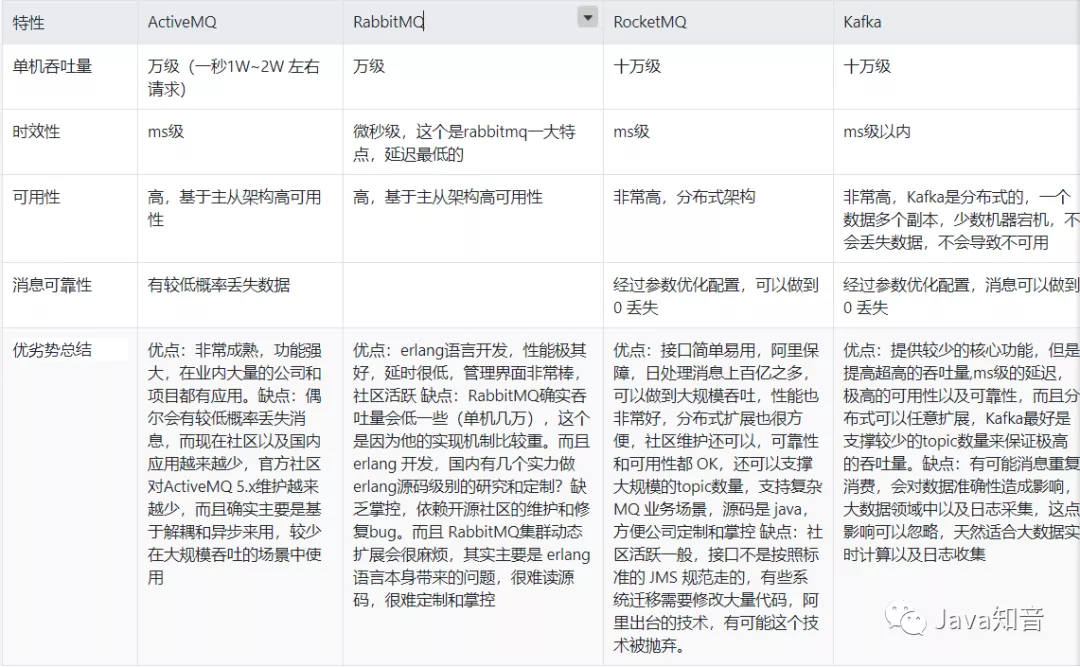 特性
ActiveMQ
RabbitMQ
RocketMQ
Kafka
单机吞吐量
万级（一秒1W~2W 左右
请求）
万级
十万级
十万级
时效性
ms级
微秒级，这个是rabbitmq一大特
点，延迟最低的
ms级
ms级以内
可用性
高，基于主从架构高可用
性
高，基于主从架构高可用性
非常高，分布式架构
非常高，Kafka是分布式的，一个
数据多个副本，少数机器宕机，不
会丢失数据，不会导致不可用
消息可靠性
有较低概率丢失数据
经过参数优化配置，可以做到
0 丢失
经过参数优化配置，消息可以做到
0 丢失
优劣势总结
优点：非常成熟，功能强
大，在业内大量的公司和
项目都有应用。缺点：偶
尔会有较低概率丢失消
息，而现在社区以及国内
应用越来越少，官方社区
对ActiveMQ 5.x维护越来
越少，而且确实主要是基
于解耦和异步来用，较少
在大规模吞吐的场景中使
用
优点：erlang语言开发，性能极其
好，延时很低，管理界面非常棒，
社区活跃 缺点：RabbitMQ确实吞
吐量会低一些（单机几万），这个
是因为他的实现机制比较重。而且
erlang 开发，国内有几个实力做
erlang源码级别的研究和定制？缺
乏掌控，依赖开源社区的维护和修
复bug。而且 RabbitMQ集群动态
扩展会很麻烦，其实主要是 erlang
语言本身带来的问题，很难读源
码，很难定制和掌控
优点：接口简单易用，阿里保
障，日处理消息上百亿之多，
可以做到大规模吞吐，性能也
非常好，分布式扩展也很方
便，社区维护还可以，可靠性
和可用性都 OK，还可以支撑
大规模的topic数量，支持复杂
MQ 业务场景，源码是 java，
方便公司定制和掌控 缺点：社
区活跃一般，接口不是按照标
准的 JMS 规范走的，有些系
统迁移需要修改大量代码，阿
里出台的技术，有可能这个技
术被抛弃。
优点：提供较少的核心功能，但是
提高超高的吞吐量,ms级的延迟，
极高的可用性以及可靠性，而且分
布式可以任意扩展，Kafka最好是
支撑较少的topic数量来保证极高
的吞吐量。缺点：有可能消息重复
消费，会对数据准确性造成影响，
大数据领域中以及日志采集，这点
影响可以忽略，天然适合大数据实
时计算以及日志收集
Java知音